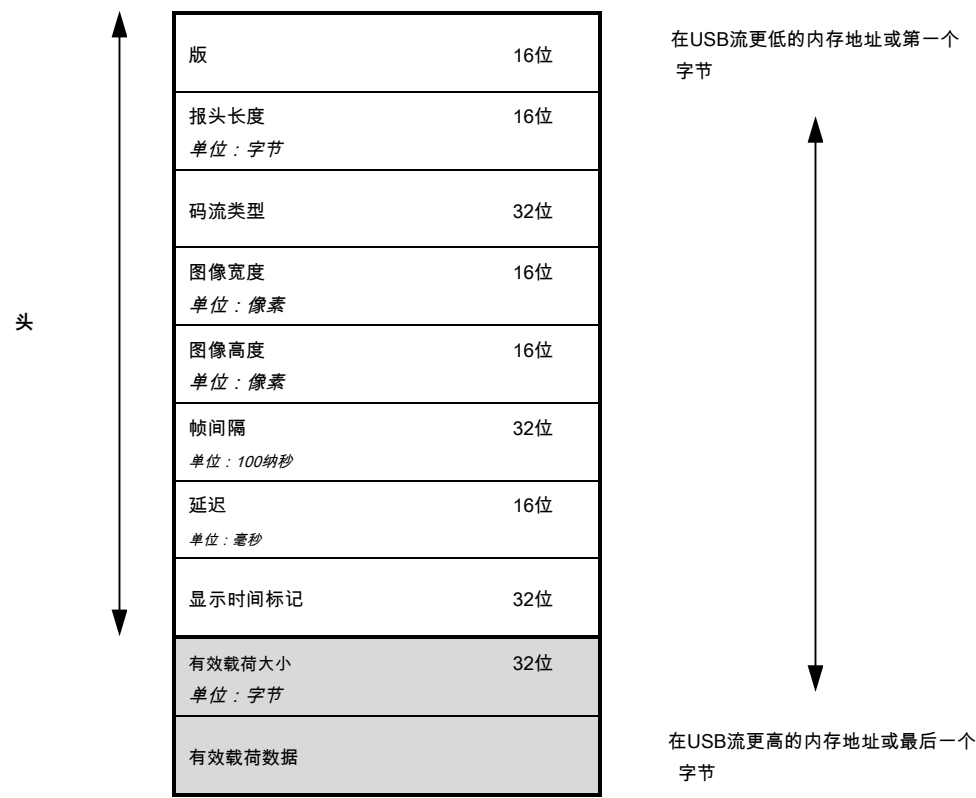 版 16位
报头长度 16位
单位：字节
码流类型 32位
图像宽度 16位
单位：像素
头
图像高度 16位
单位：像素
帧间隔 32位
单位：100纳秒
延迟 16位
单位：毫秒
显示时间标记 32位
有效载荷大小 32位
单位：字节
有效载荷数据
在USB流更低的内存地址或第一个
字节
在USB流更高的内存地址或最后一个
字节